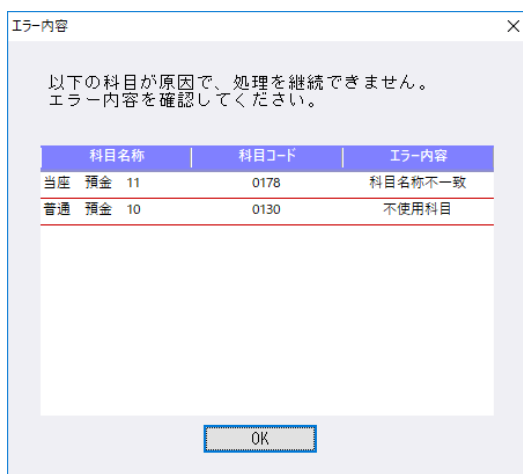 エラー内容
以下の科目が原因で、処理を継続できません。
エラー内容を確認してください。
科目名称 科目コード エラー内容
当座 預金 11 0178 科目名称不一致
普通 預金 10 0130 不使用科目
OK